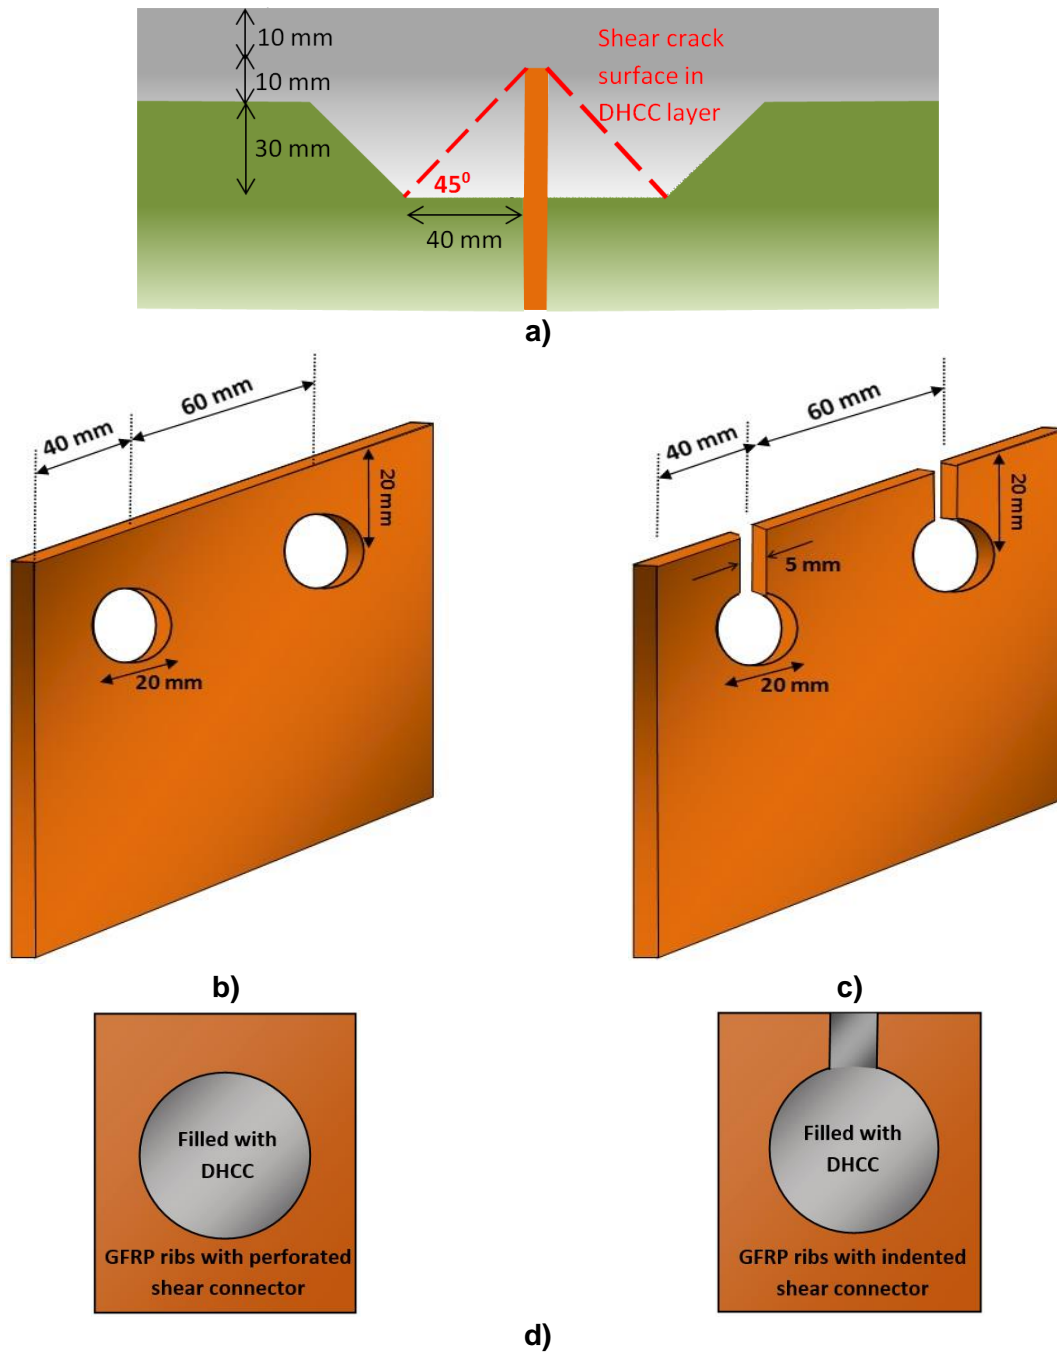 10 mm
10 mm
30 mm
Shear crack
surface in
DHCC layer
45⁰
40 mm
a)
40 mm
60 mm
20 mm
20 mm
b)
40 mm
60 mm
20 mm
5 mm
20 mm
c)
Filled with
DHCC
GFRP ribs with perforated
shear connector
Filled with
DHCC
GFRP ribs with indented
shear connector
d)